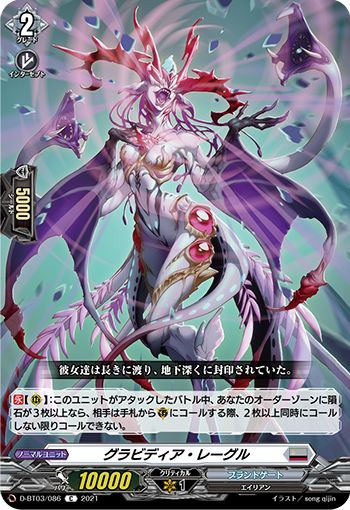 2
グレード
インターセプト
5000
シールド
彼女達は長きに渡り、地下深くに封印されていた。
永【R】:このユニットがアタックしたバトル中、あなたのオーダーゾーンに隕
石が3枚以上なら、相手は手札からGにコールする際、2枚以上同時にコール
しない限りコールできない。
ノーマルユニット
グラビディア・レーグル
パワー
10000
クリティカル
1
ブラントゲート
エイリアン
D-BT03/086 C 2021
イラスト/song qijin